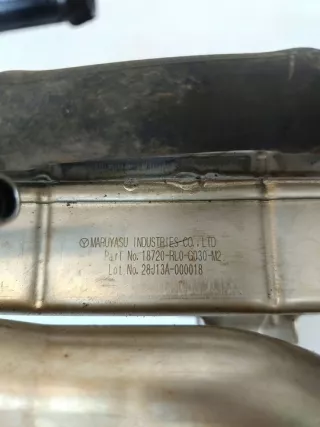 MARUYASU INDUSTRIES CO., LTD
Part No. 18720-RL0-G030-M2
Lot No. 28J13A-000018